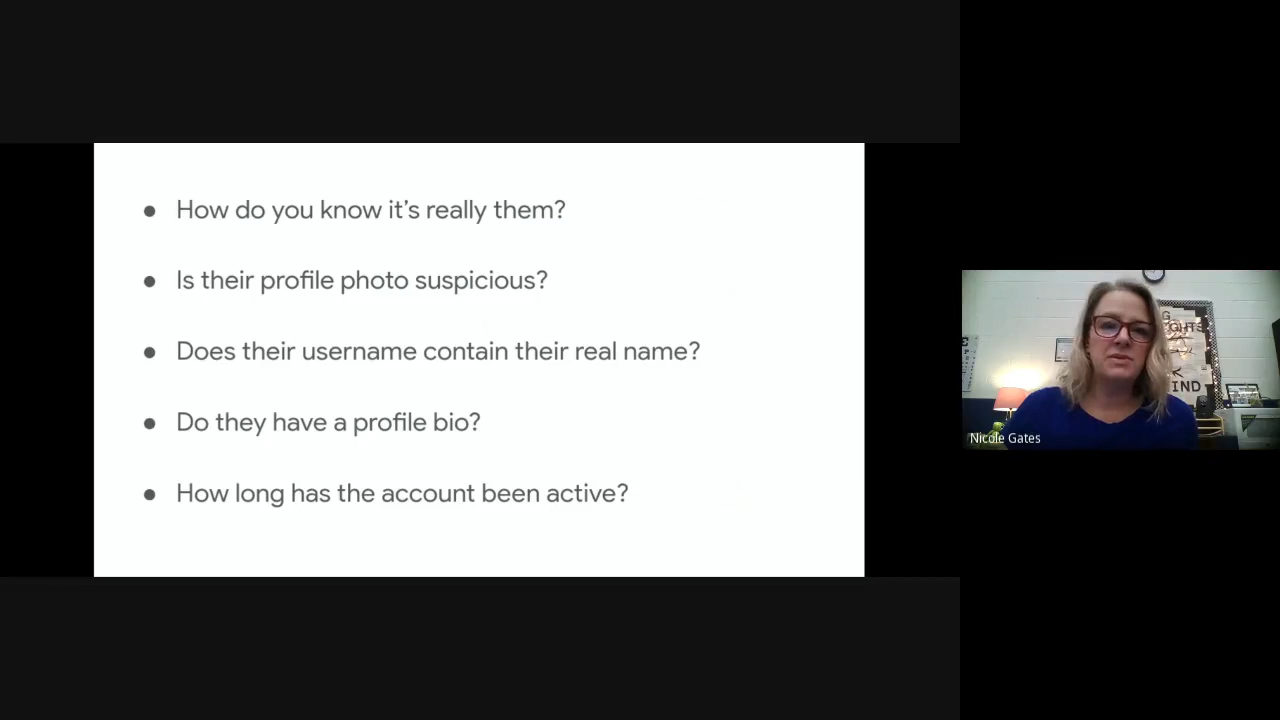 ● How do you know it’s really them?
● Is their profile photo suspicious?
● Does their username contain their real name?
● Do they have a profile bio?
● How long has the account been active?
Nicole Gates